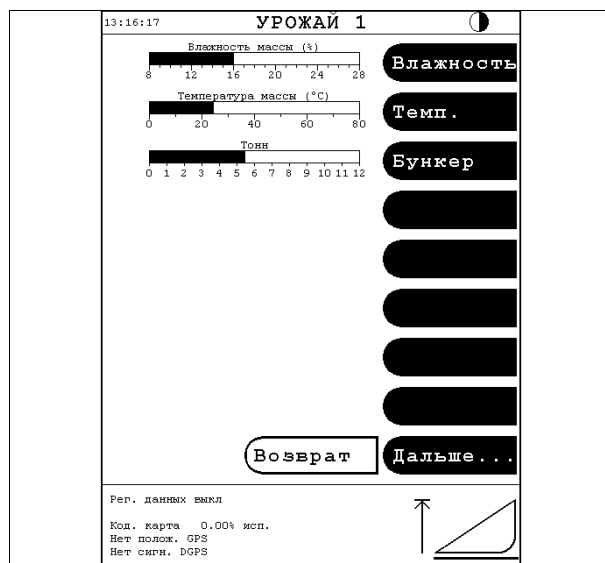 13:16:17 УРОЖАЙ 1
Влажность массы (%)
8 12 16 20 24 28
Температура массы (°C)
0 20 40 60 80
Тонн
0 1 2 3 4 5 6 7 8 9 10 11 12
Влажность
Темп.
Бункер
Возврат
Дальше...
Рег. данных выкл
Код. карта 0.00% исп.
Нет полож. GPS
Нет сигн. DGPS